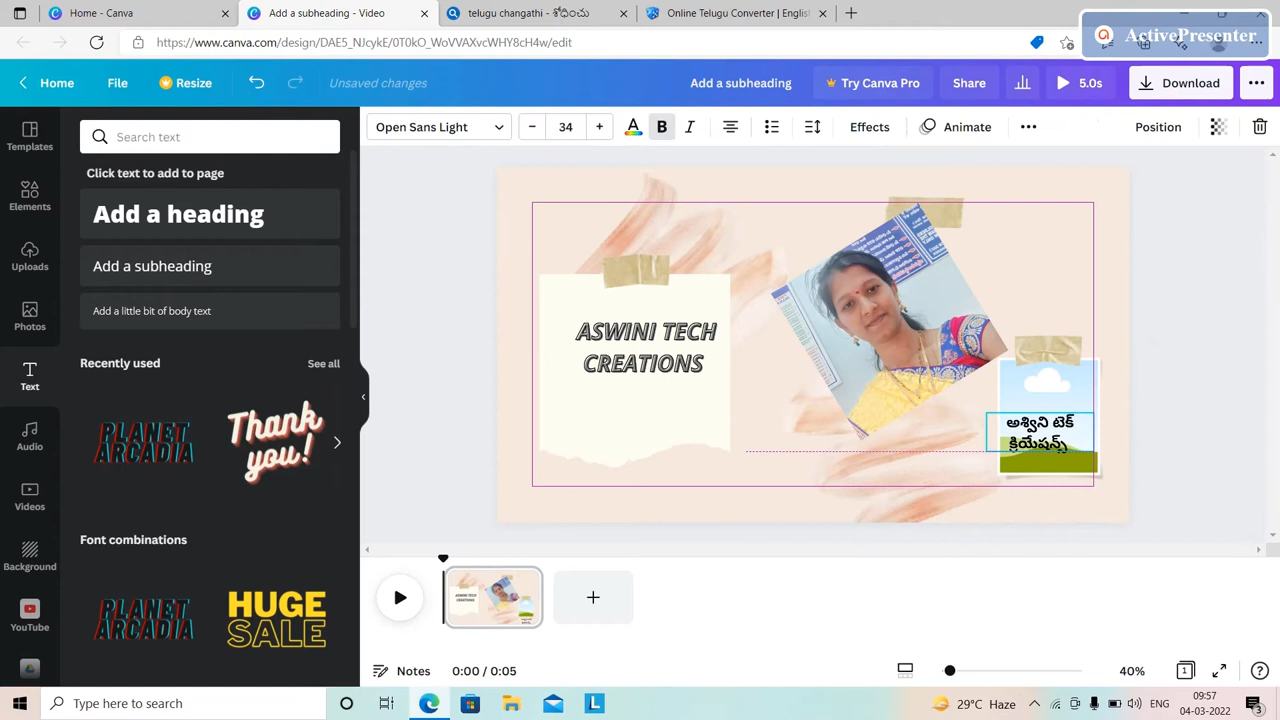 Home - Canva
Add a subheading - Video
telugu changathi - శోధించు
Online Telugu Converter | Englis
ActivePresenter
https://www.canva.com/design/DAE5_NJcykE/0T0kO_WoVVAXvcWHY8cH4w/edit
Home
File
Resize
Unsaved changes
Add a subheading
Try Canva Pro
Share
5.0s
Download
Open Sans Light
34
A
B
I
Effects
Animate
Position
Templates
Elements
Uploads
Photos
Text
Audio
Videos
Background
YouTube
Search text
Click text to add to page
Add a heading
Add a subheading
Add a little bit of body text
Recently used
See all
PLANET
ARCADIA
Thank
you!
Font combinations
PLANET
ARCADIA
HUGE
SALE
ASWINI TECH
CREATIONS
అశ్విని టెక్
క్రియేషన్స్
Notes
0:00 / 0:05
40%
1
Type here to search
29°C Haze
ENG
09:57
04-03-2022
3